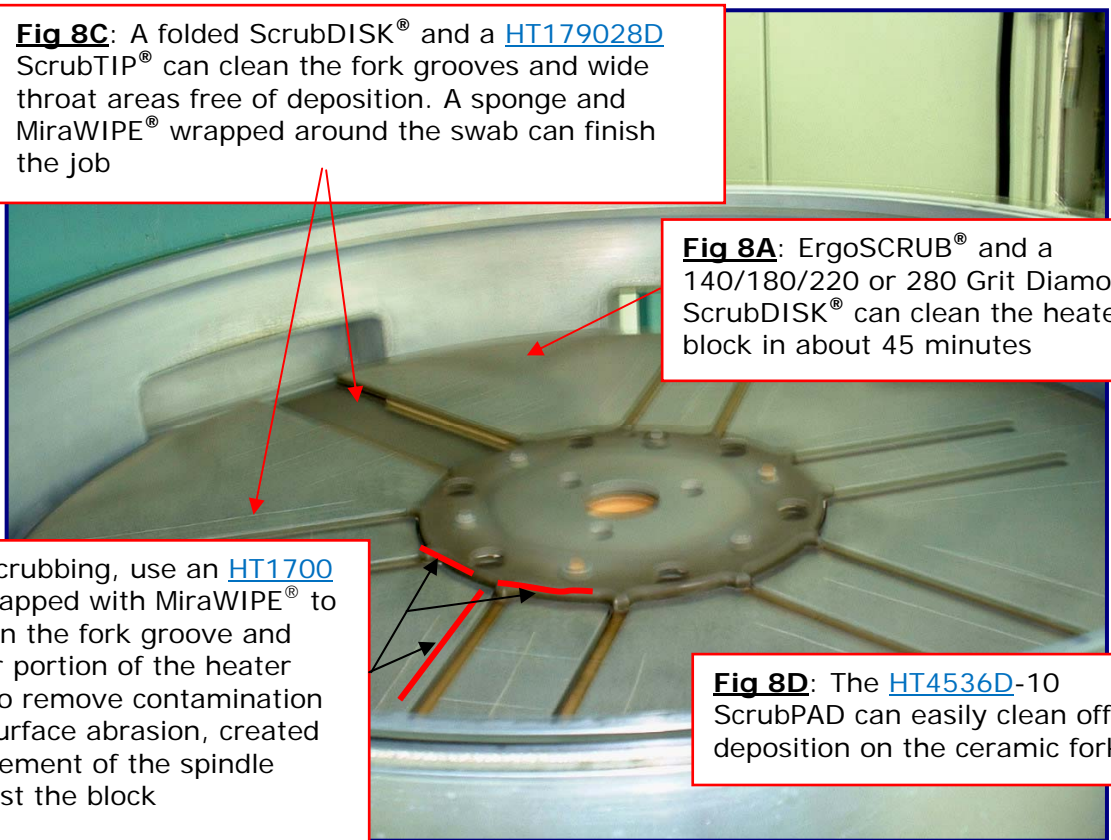 Fig 8C: A folded ScrubDISK® and a HT179028D
ScrubTIP® can clean the fork grooves and wide
throat areas free of deposition. A sponge and
MiraWIPE® wrapped around the swab can finish
the job
Fig 8A: ErgoSCRUB® and a
140/180/220 or 280 Grit Diamo
ScrubDISK® can clean the heate
block in about 45 minutes
crubbing, use an HT1700
apped with MiraWIPE® to
n the fork groove and
r portion of the heater
o remove contamination
urface abrasion, created
ement of the spindle
st the block
Fig 8D: The HT4536D-10
ScrubPAD can easily clean off
deposition on the ceramic fork